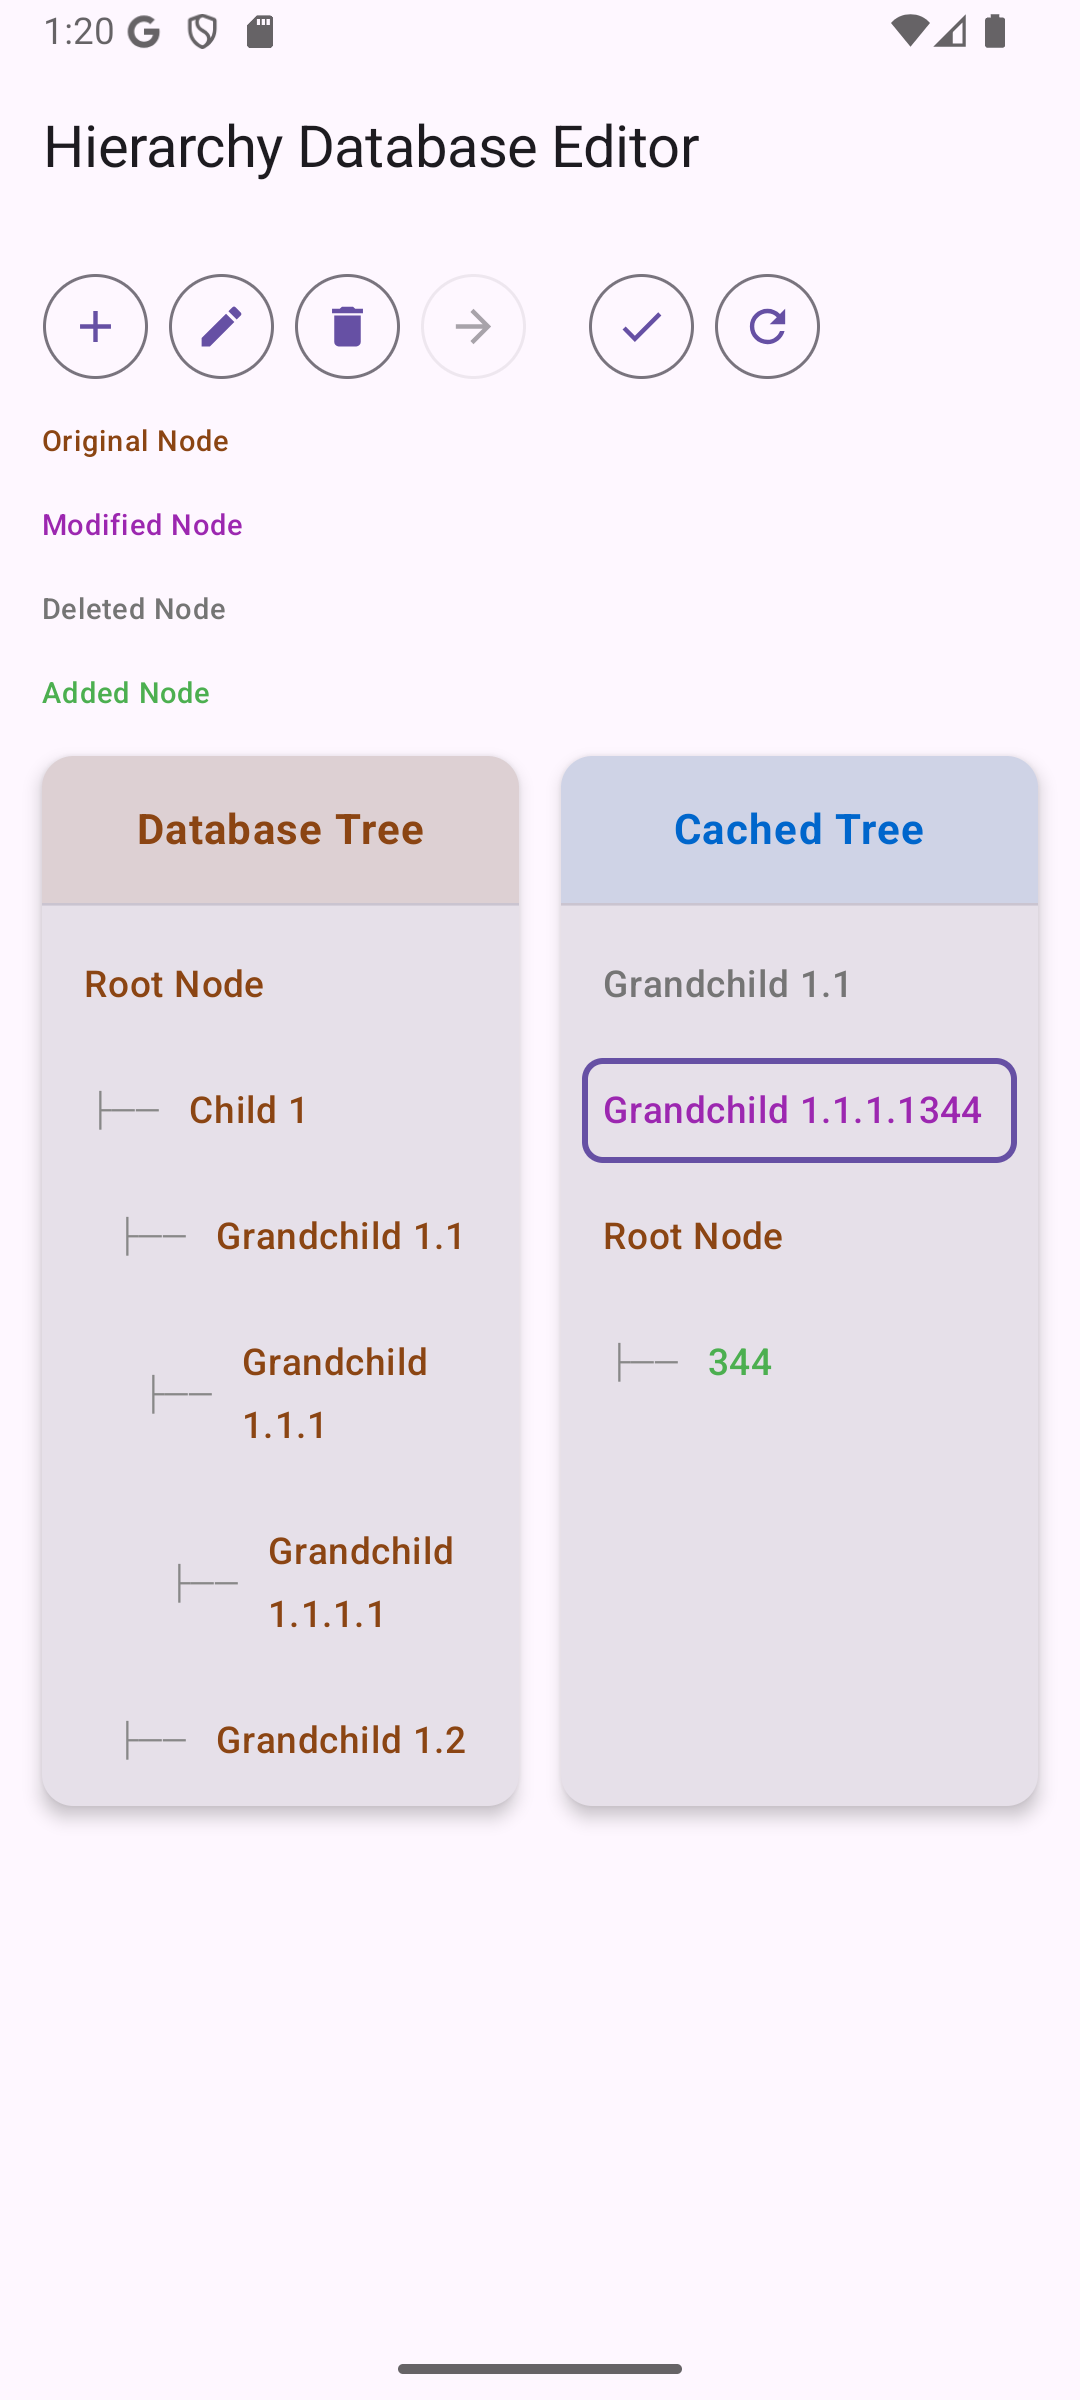 1:20
Hierarchy Database Editor
Original Node
Modified Node
Deleted Node
Added Node
Database Tree
Root Node
Child 1
Grandchild 1.1
Grandchild
1.1.1
Grandchild
1.1.1.1
Grandchild 1.2
Cached Tree
Grandchild 1.1
Grandchild 1.1.1.1344
Root Node
344